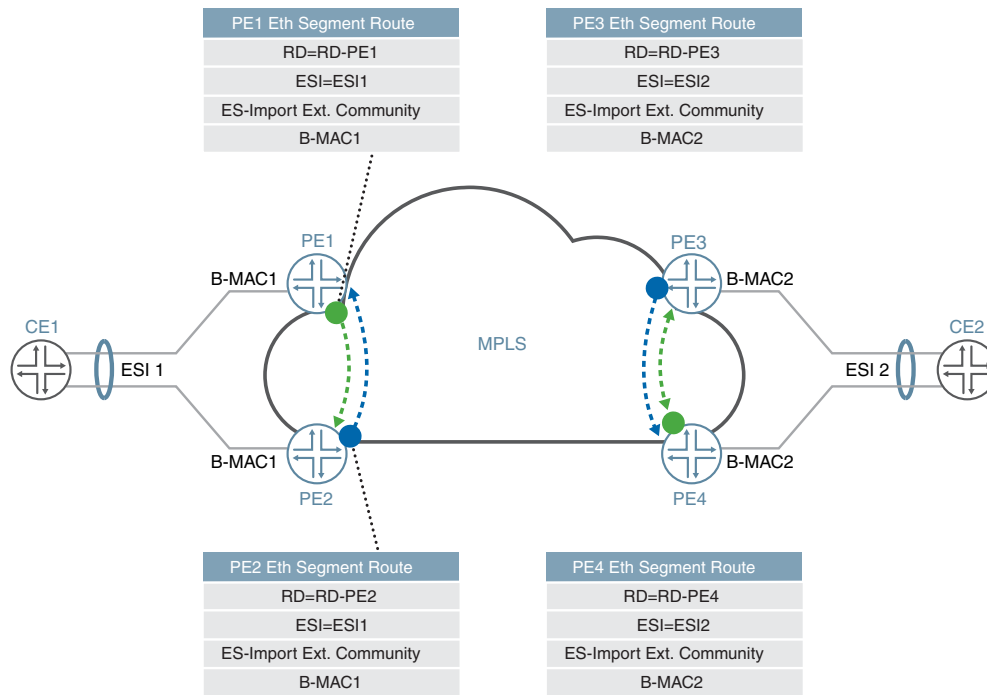 PE1 Eth Segment Route
RD=RD-PE1
ESI=ESI1
ES-Import Ext. Community
B-MAC1
PE3 Eth Segment Route
RD=RD-PE3
ESI=ESI2
ES-Import Ext. Community
B-MAC2
PE1
PE3
B-MAC1
B-MAC2
CE1
CE2
MPLS
ESI 1
ESI 2
B-MAC1
B-MAC2
PE2
PE4
PE2 Eth Segment Route
RD=RD-PE2
ESI=ESI1
ES-Import Ext. Community
B-MAC1
PE4 Eth Segment Route
RD=RD-PE4
ESI=ESI2
ES-Import Ext. Community
B-MAC2